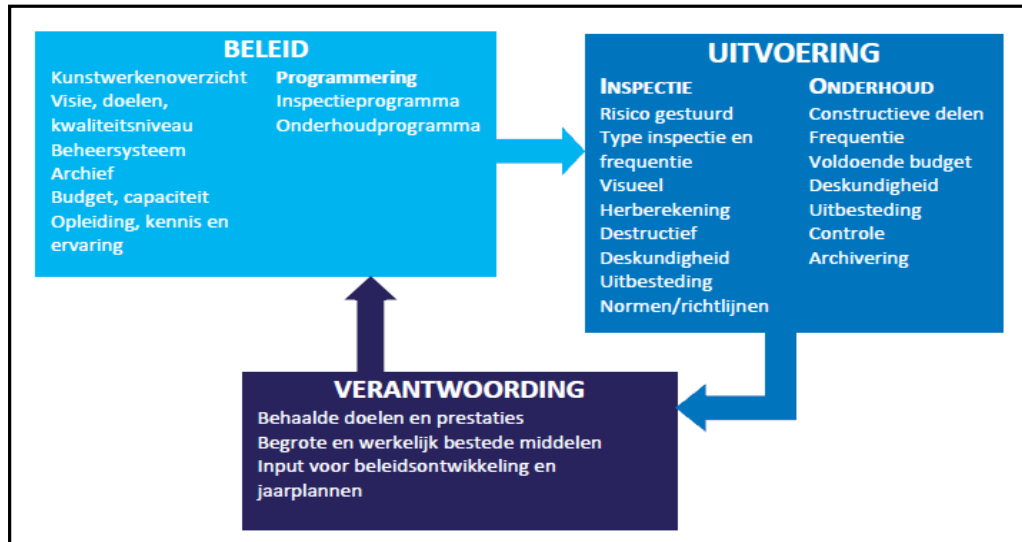 BELEID
Kunstwerkenoverzicht
Visie, doelen,
kwaliteitsniveau
Beheersysteem
Archief
Budget, capaciteit
Opleiding, kennis en
ervaring
Programmering
Inspectieprogramma
Onderhoudprogramma
UITVOERING
INSPECTIE
Risico gestuurd
Type inspectie en
frequentie
Visueel
Herberekening
Destructief
Deskundigheid
Uitbesteding
Normen/richtlijnen
ONDERHOUD
Constructieve delen
Frequentie
Voldoende budget
Deskundigheid
Uitbesteding
Controle
Archivering
VERANTWOORDING
Behaalde doelen en prestaties
Begrote en werkelijk bestede middelen
Input voor beleidsontwikkeling en
jaarplannen